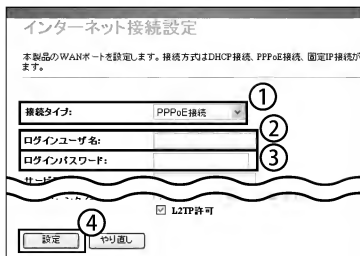 インターネット接続設定
本製品のWANポートを設定します。接続方式はDHCP接続、PPPoE接続、固定IP接続が
ます。
①
接続タイプ: PPPoE接続
②
ログインユーザ名:
ログインパスワード: ③
サービ
L2TP許可
④
設定 やり直し